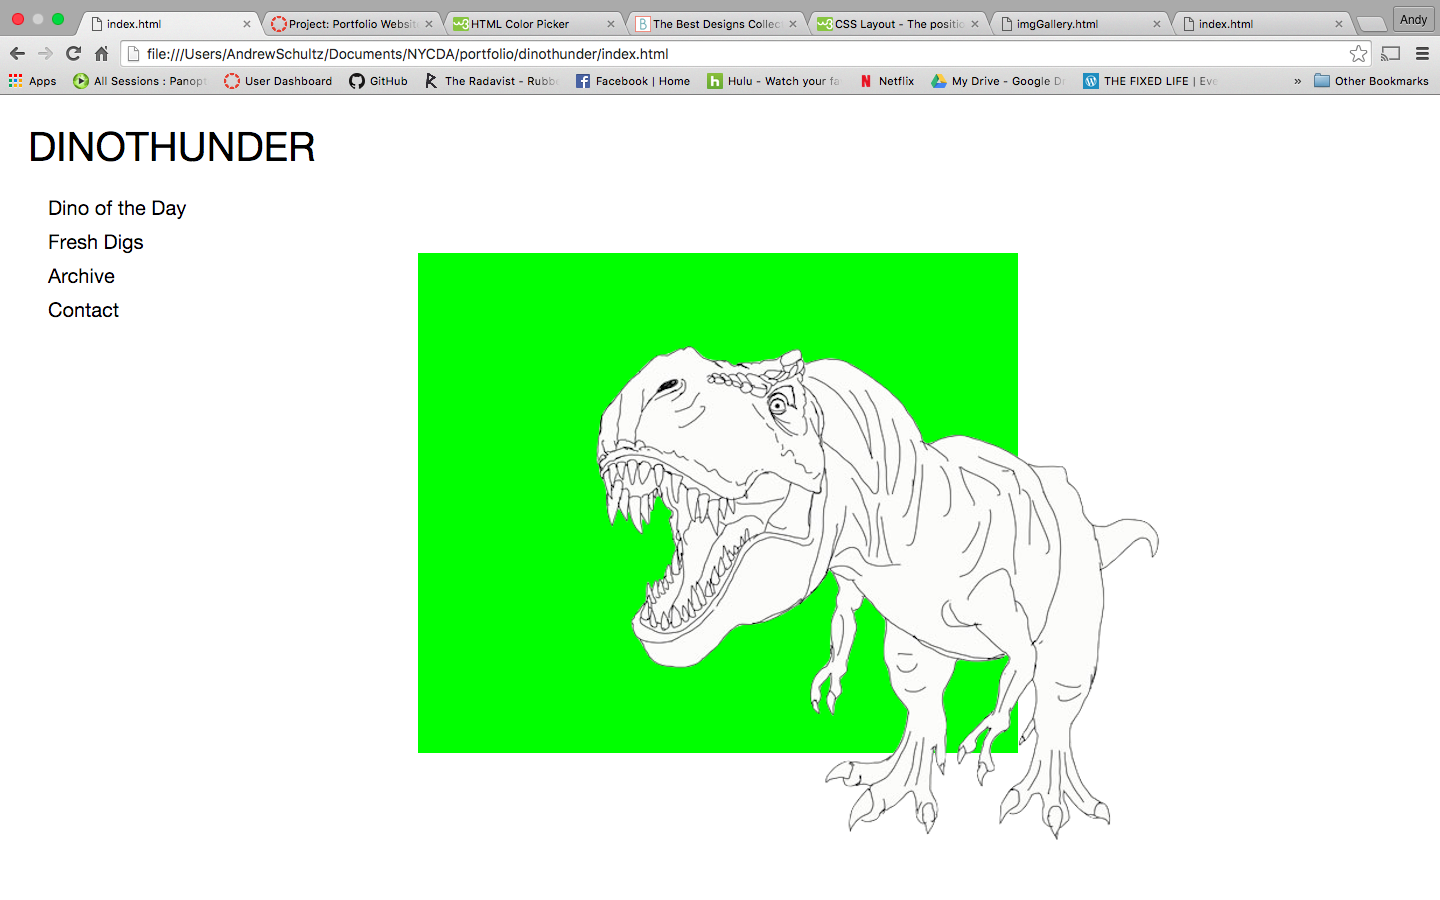 index.html
Project: Portfolio Websit
HTML Color Picker
The Best Designs Collec
CSS Layout - The positio
imgGallery.html
index.html
Andy
file:///Users/AndrewSchultz/Documents/NYCDA/portfolio/dinothunder/index.html
Apps
All Sessions : Panopt
User Dashboard
GitHub
The Radavist - Rubb
Facebook | Home
Hulu - Watch your fa
Netflix
My Drive - Google Dr
THE FIXED LIFE | Eve
» Other Bookmarks
DINOTHUNDER
Dino of the Day
Fresh Digs
Archive
Contact